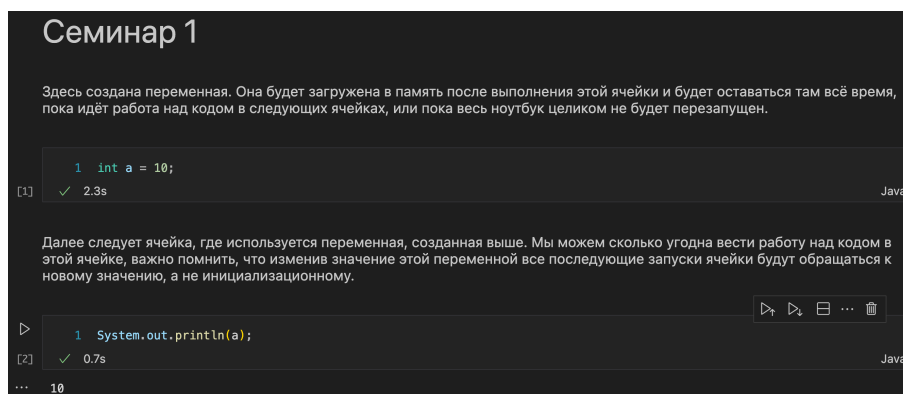 Семинар 1
Здесь создана переменная. Она будет загружена в память после выполнения этой ячейки и будет оставаться там всё время,
пока идёт работа над кодом в следующих ячейках, или пока весь ноутбук целиком не будет перезапущен.
1 int a = 10;
[1] ✓ 2.3s Java
Далее следует ячейка, где используется переменная, созданная выше. Мы можем сколько угодна вести работу над кодом в
этой ячейке, важно помнить, что изменив значение этой переменной все последующие запуски ячейки будут обращаться к
новому значению, а не инициализационному.
1 System.out.println(a);
[2] ✓ 0.7s Java
... 10